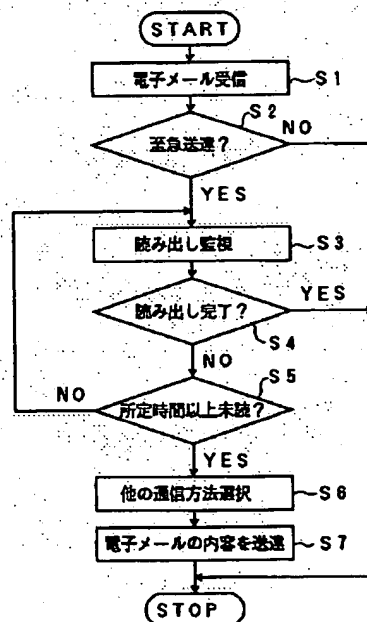 START
電子メール受信
S1
S2
至急送達?
NO
YES
読み出し監視
S3
読み出し完了?
YES
S4
NO
S5
所定時間以上未読?
NO
YES
他の通信方法選択
S6
電子メールの内容を送達
S7
STOP